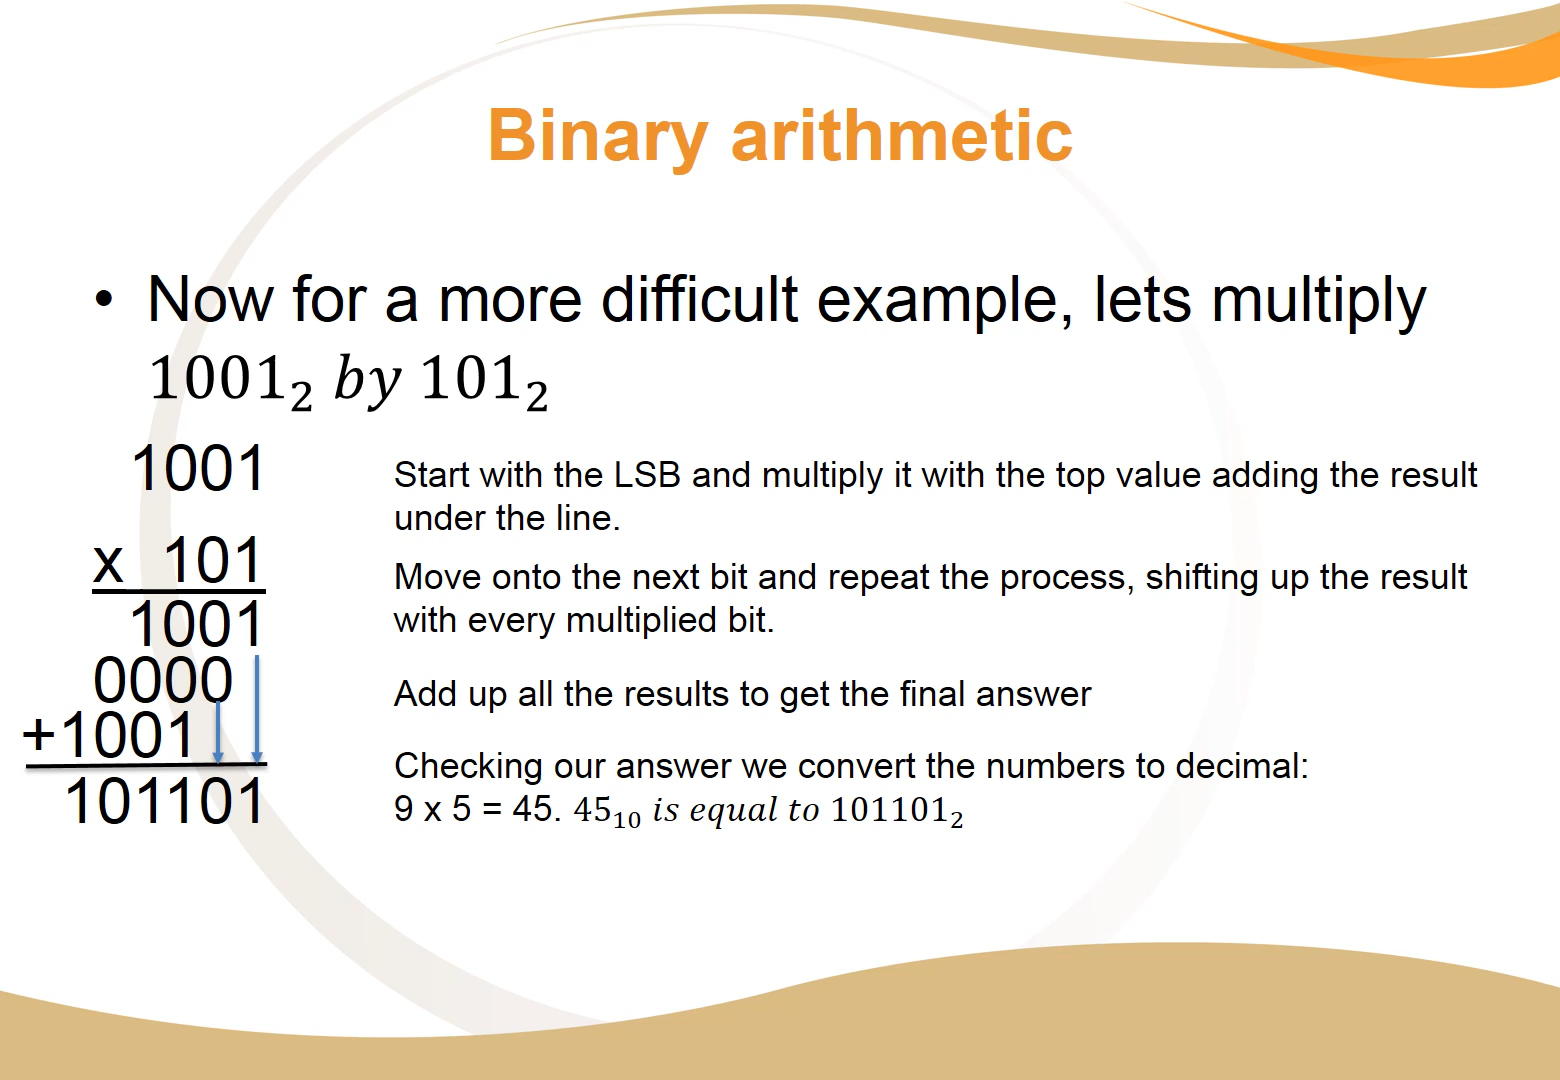 Binary arithmetic
• Now for a more difficult example, lets multiply
1001₂ by 101₂
1001
x 101
1001
0000
+1001
101101
Start with the LSB and multiply it with the top value adding the result
under the line.
Move onto the next bit and repeat the process, shifting up the result
with every multiplied bit.
Add up all the results to get the final answer
Checking our answer we convert the numbers to decimal:
9 x 5 = 45. 45₁₀ is equal to 101101₂